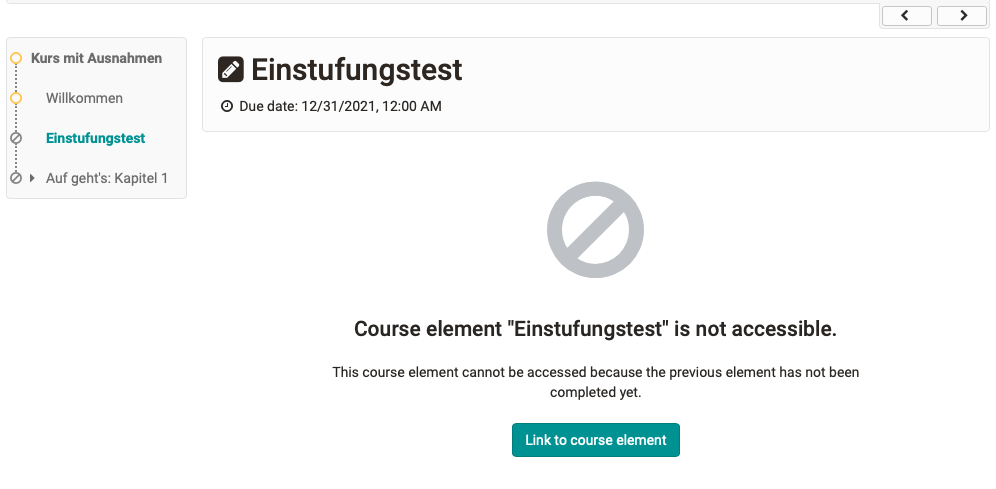 Kurs mit Ausnahmen
Willkommen
Einstufungstest
Auf geht's: Kapitel 1
Einstufungstest
Due date: 12/31/2021, 12:00 AM
Course element "Einstufungstest" is not accessible.
This course element cannot be accessed because the previous element has not been
completed yet.
Link to course element